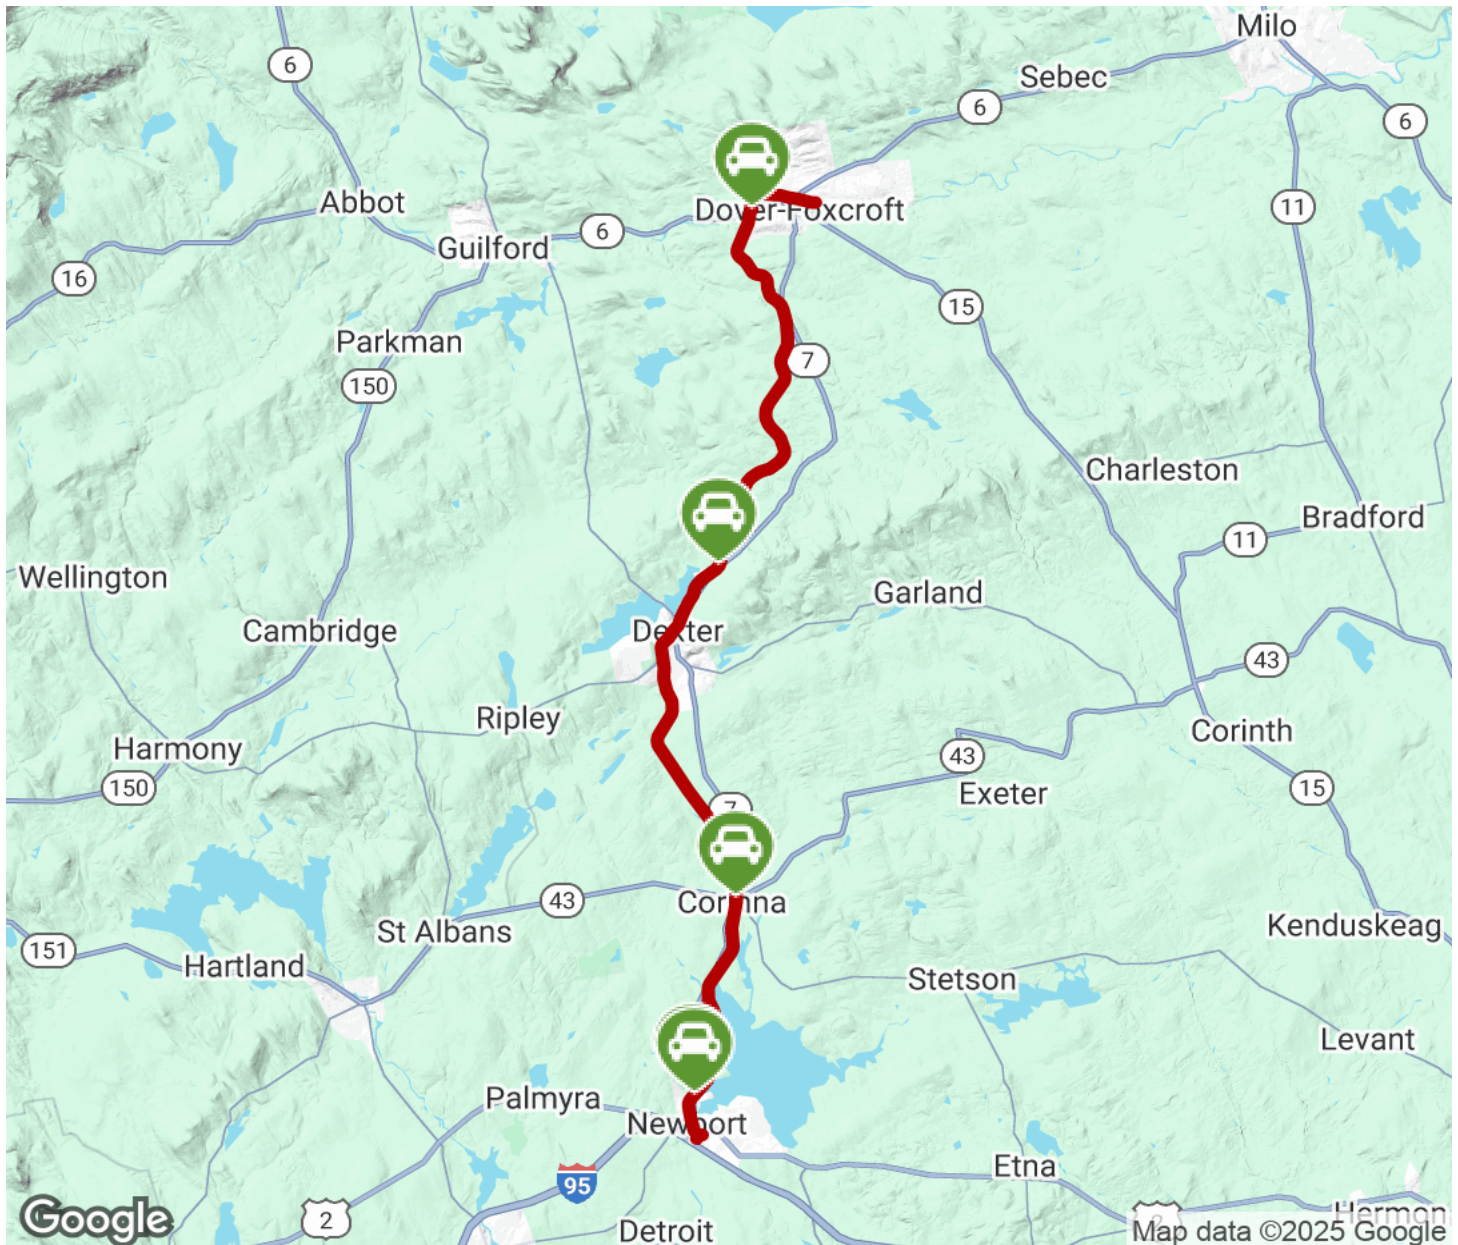 Milo
6
Sebec
6
6
Abbot
Dover-Foxcroft
11
6
Guilford
16
15
Parkman
7
150
Charleston
Bradford
11
Wellington
Garland
Cambridge
Dexter
43
Ripley
Corinth
Harmony
43
150
Exeter
15
7
43
Corinna
St Albans
Kenduskeag
151
Hartland
Stetson
Levant
Palmyra
Newport
Etna
95
2
2
Hermon
Detroit
Google
Map data ©2025 Google